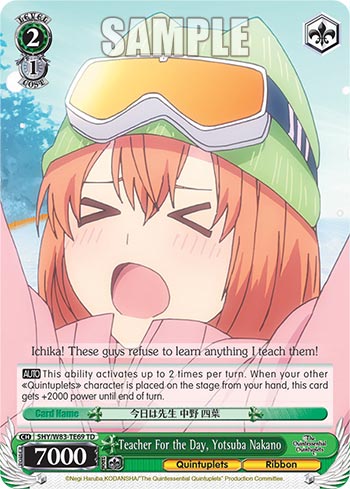 LEVEL
2
1
COST
SAMPLE
Ichika! These guys refuse to learn anything I teach them!
AUTO This ability activates up to 2 times per turn. When your other
«Quintuplets» character is placed on the stage from your hand, this card
gets +2000 power until end of turn.
Card Name 今日は先生 中野 四葉
5HY/W83-TE69 TD
Teacher For the Day, Yotsuba Nakano
The Quintessential Quintuplets
7000
Quintuplets Ribbon
©Negi Haruba,KODANSHA/"The Quintessential Quintuplets" Production Committee.